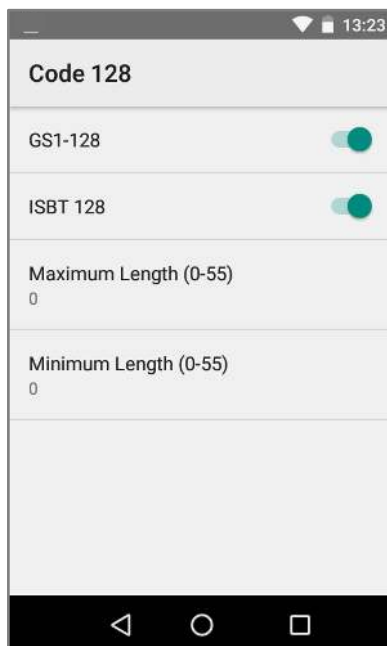 13:23
Code 128
GS1-128
ISBT 128
Maximum Length (0-55)
0
Minimum Length (0-55)
0